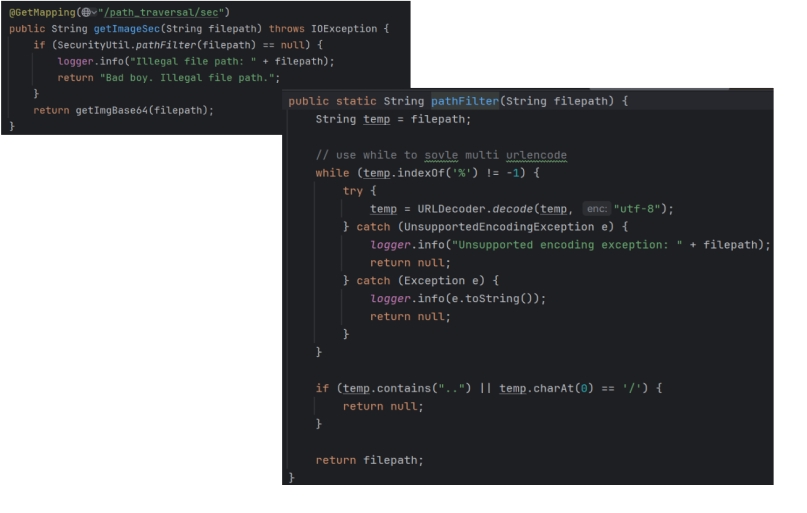 @GetMapping("/path_traversal/sec")
public String getImageSec(String filepath) throws IOException {
if (SecurityUtil.pathFilter(filepath) == null) {
logger.info("Illegal file path: " + filepath);
return "Bad boy. Illegal file path.";
}
return getImgBase64(filepath);
}
public static String pathFilter(String filepath) {
String temp = filepath;
// use while to sovle multi urlencode
while (temp.indexOf('%') != -1) {
try {
temp = URLDecoder.decode(temp, enc: "utf-8");
} catch (UnsupportedEncodingException e) {
logger.info("Unsupported encoding exception: " + filepath);
return null;
} catch (Exception e) {
logger.info(e.toString());
return null;
}
}
if (temp.contains("..") || temp.charAt(0) == '/') {
return null;
}
return filepath;
}